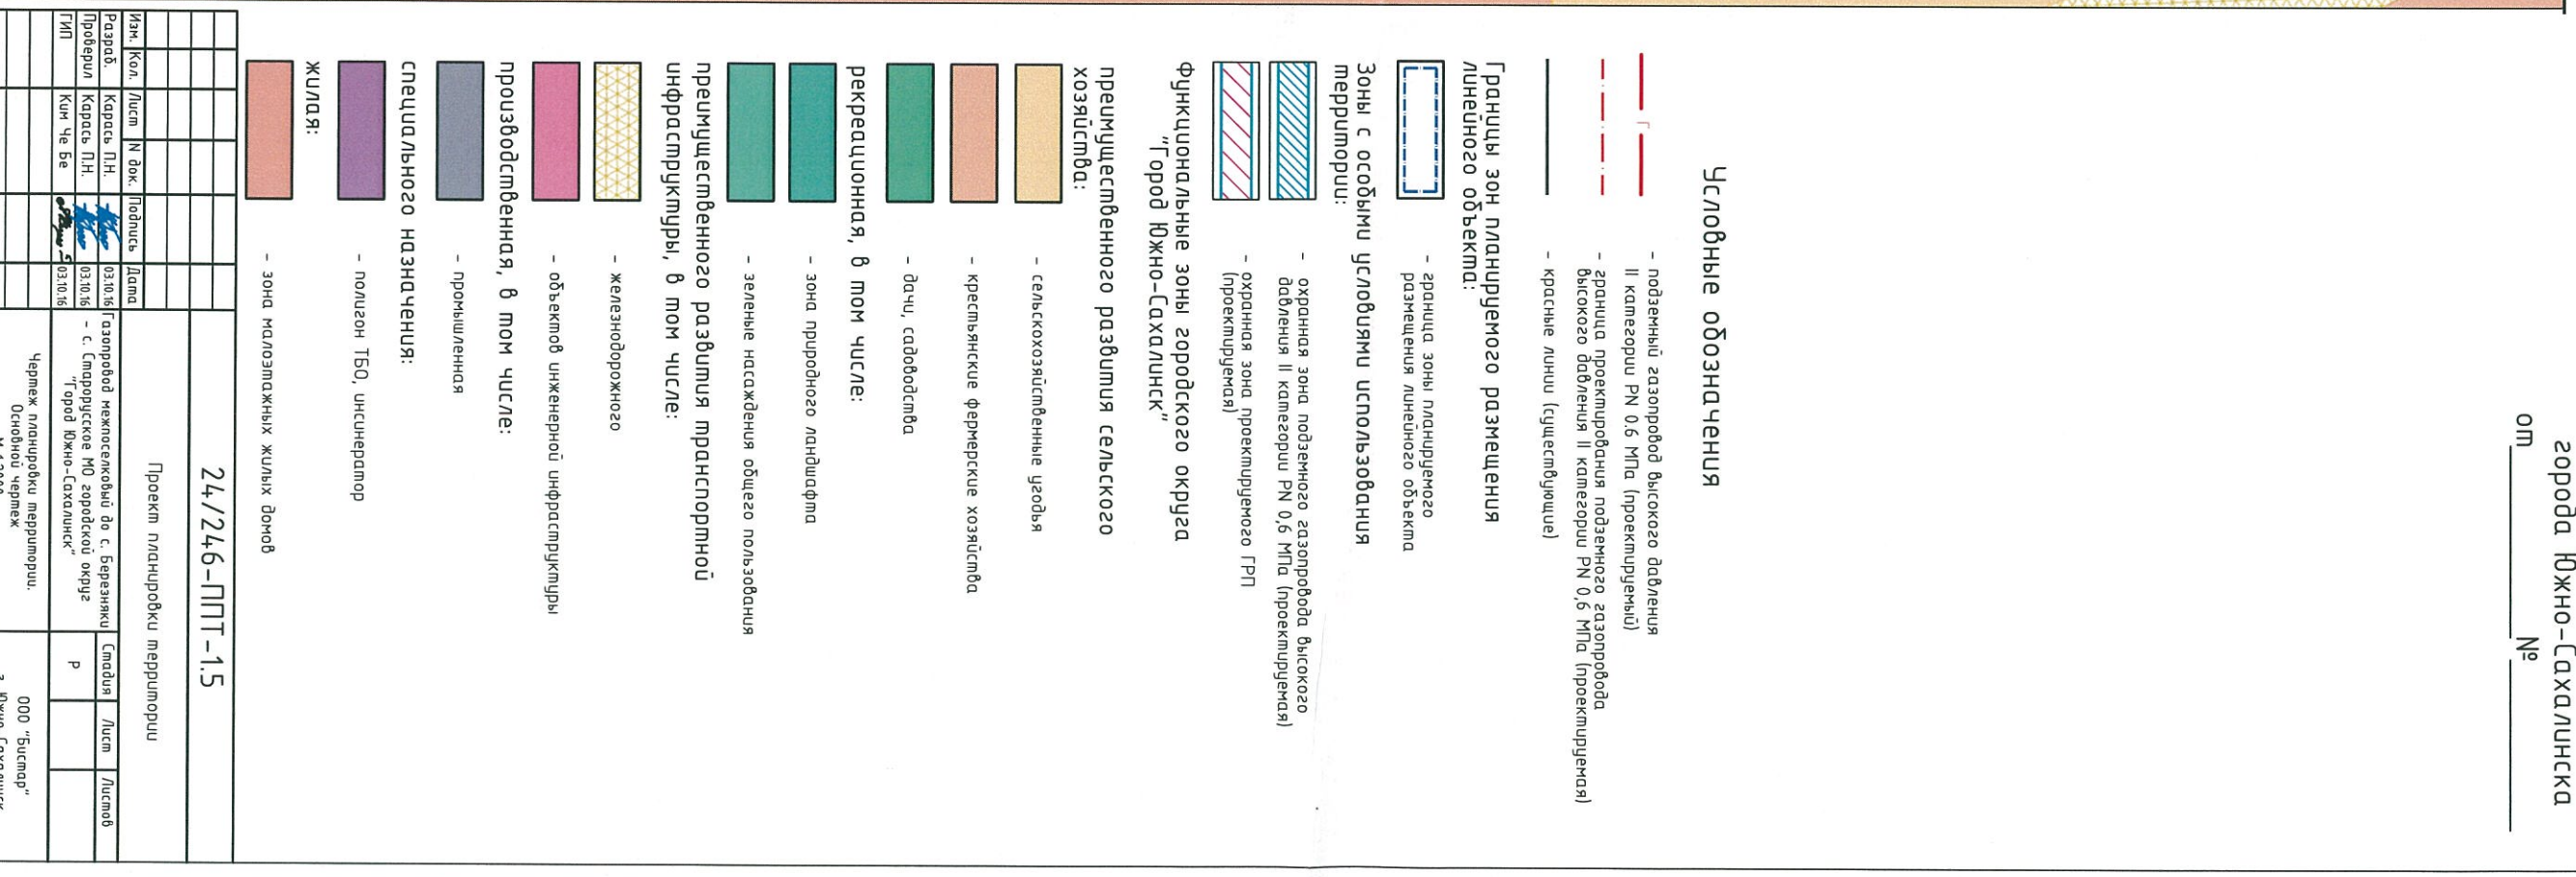 города Южно-Сахалинска
от № 
Условные обозначения
Г
- подземный газопровод высокого давления
II категории PN 0.6 МПа (проектируемый)
- граница проектирования подземного газопровода
высокого давления II категории PN 0,6 МПа (проектируемая)
- красные линии (существующие)
Границы зон планируемого размещения
линейного объекта:
- граница зоны планируемого
размещения линейного объекта
Зоны с особыми условиями использования
территории:
- охранная зона подземного газопровода высокого
давления II категории PN 0,6 МПа (проектируемая)
- охранная зона проектируемого ГРП
(проектируемая)
Функциональные зоны городского округа
"Город Южно-Сахалинск"
преимущественного развития сельского
хозяйства:
- сельскохозяйственные угодья
- крестьянские фермерские хозяйства
- дачи, садоводства
рекреационная, в том числе:
- зона природного ландшафта
- зеленые насаждения общего пользования
преимущественного развития транспортной
инфраструктуры, в том числе:
- железнодорожного
- объектов инженерной инфраструктуры
производственная, в том числе:
- промышленная
специального назначения:
- полигон ТБО, инсинератор
жилая:
- зона малоэтажных жилых домов
24/246-ППТ-1.5
Проект планировки территории
Изм. Кол. Лист N док. Подпись Дата
Разраб. Карась П.Н. 03.10.16
Проверил Карась П.Н. 03.10.16
ГИП Ким Че Бе 03.10.16
Газопровод межпоселковый до с. Березняки
- с. Старорусское МО городской округ
"Город Южно-Сахалинск"
Стадия Лист Листов
Р
Чертеж планировки территории.
Основной чертеж
ООО "Бистар"
г. Южно-Сахалинск